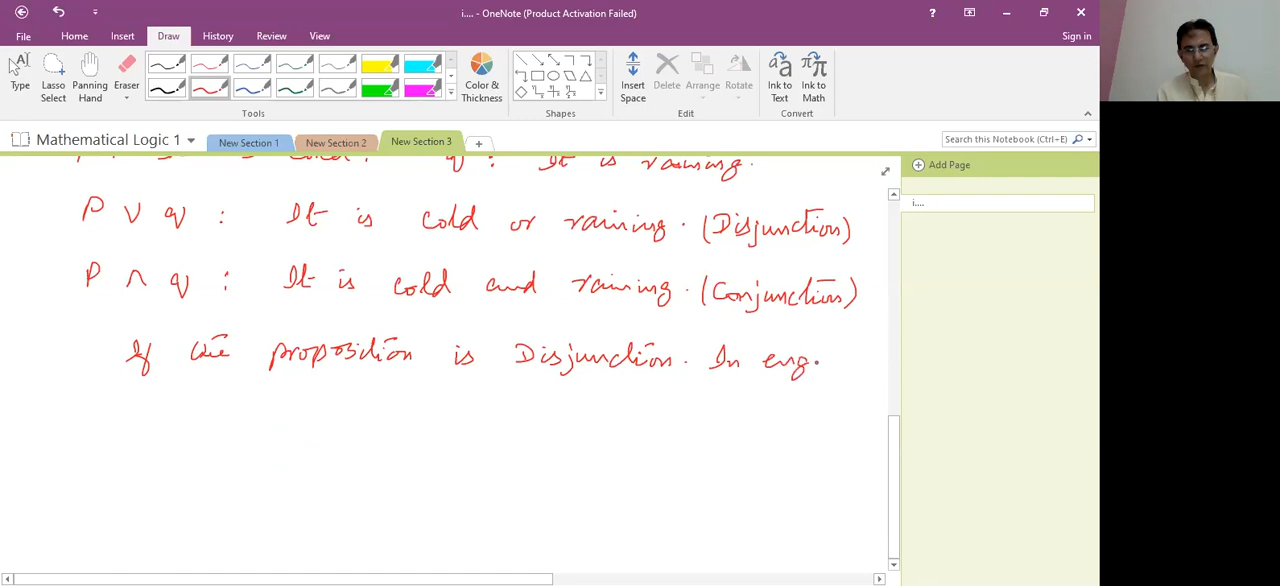 i.... - OneNote (Product Activation Failed)
File Home Insert Draw History Review View Sign in
Type Lasso Select Panning Hand Eraser Color & Thickness Insert Space Delete Arrange Rotate Ink to Text Ink to Math
Tools Shapes Edit Convert
Mathematical Logic 1 New Section 1 New Section 2 New Section 3 Search this Notebook (Ctrl+E)
Add Page
i....
q : It is raining.
P ∨ q : It is cold or raining. (Disjunction)
P ∧ q : It is cold and raining. (Conjunction)
If the proposition is Disjunction. In eng.